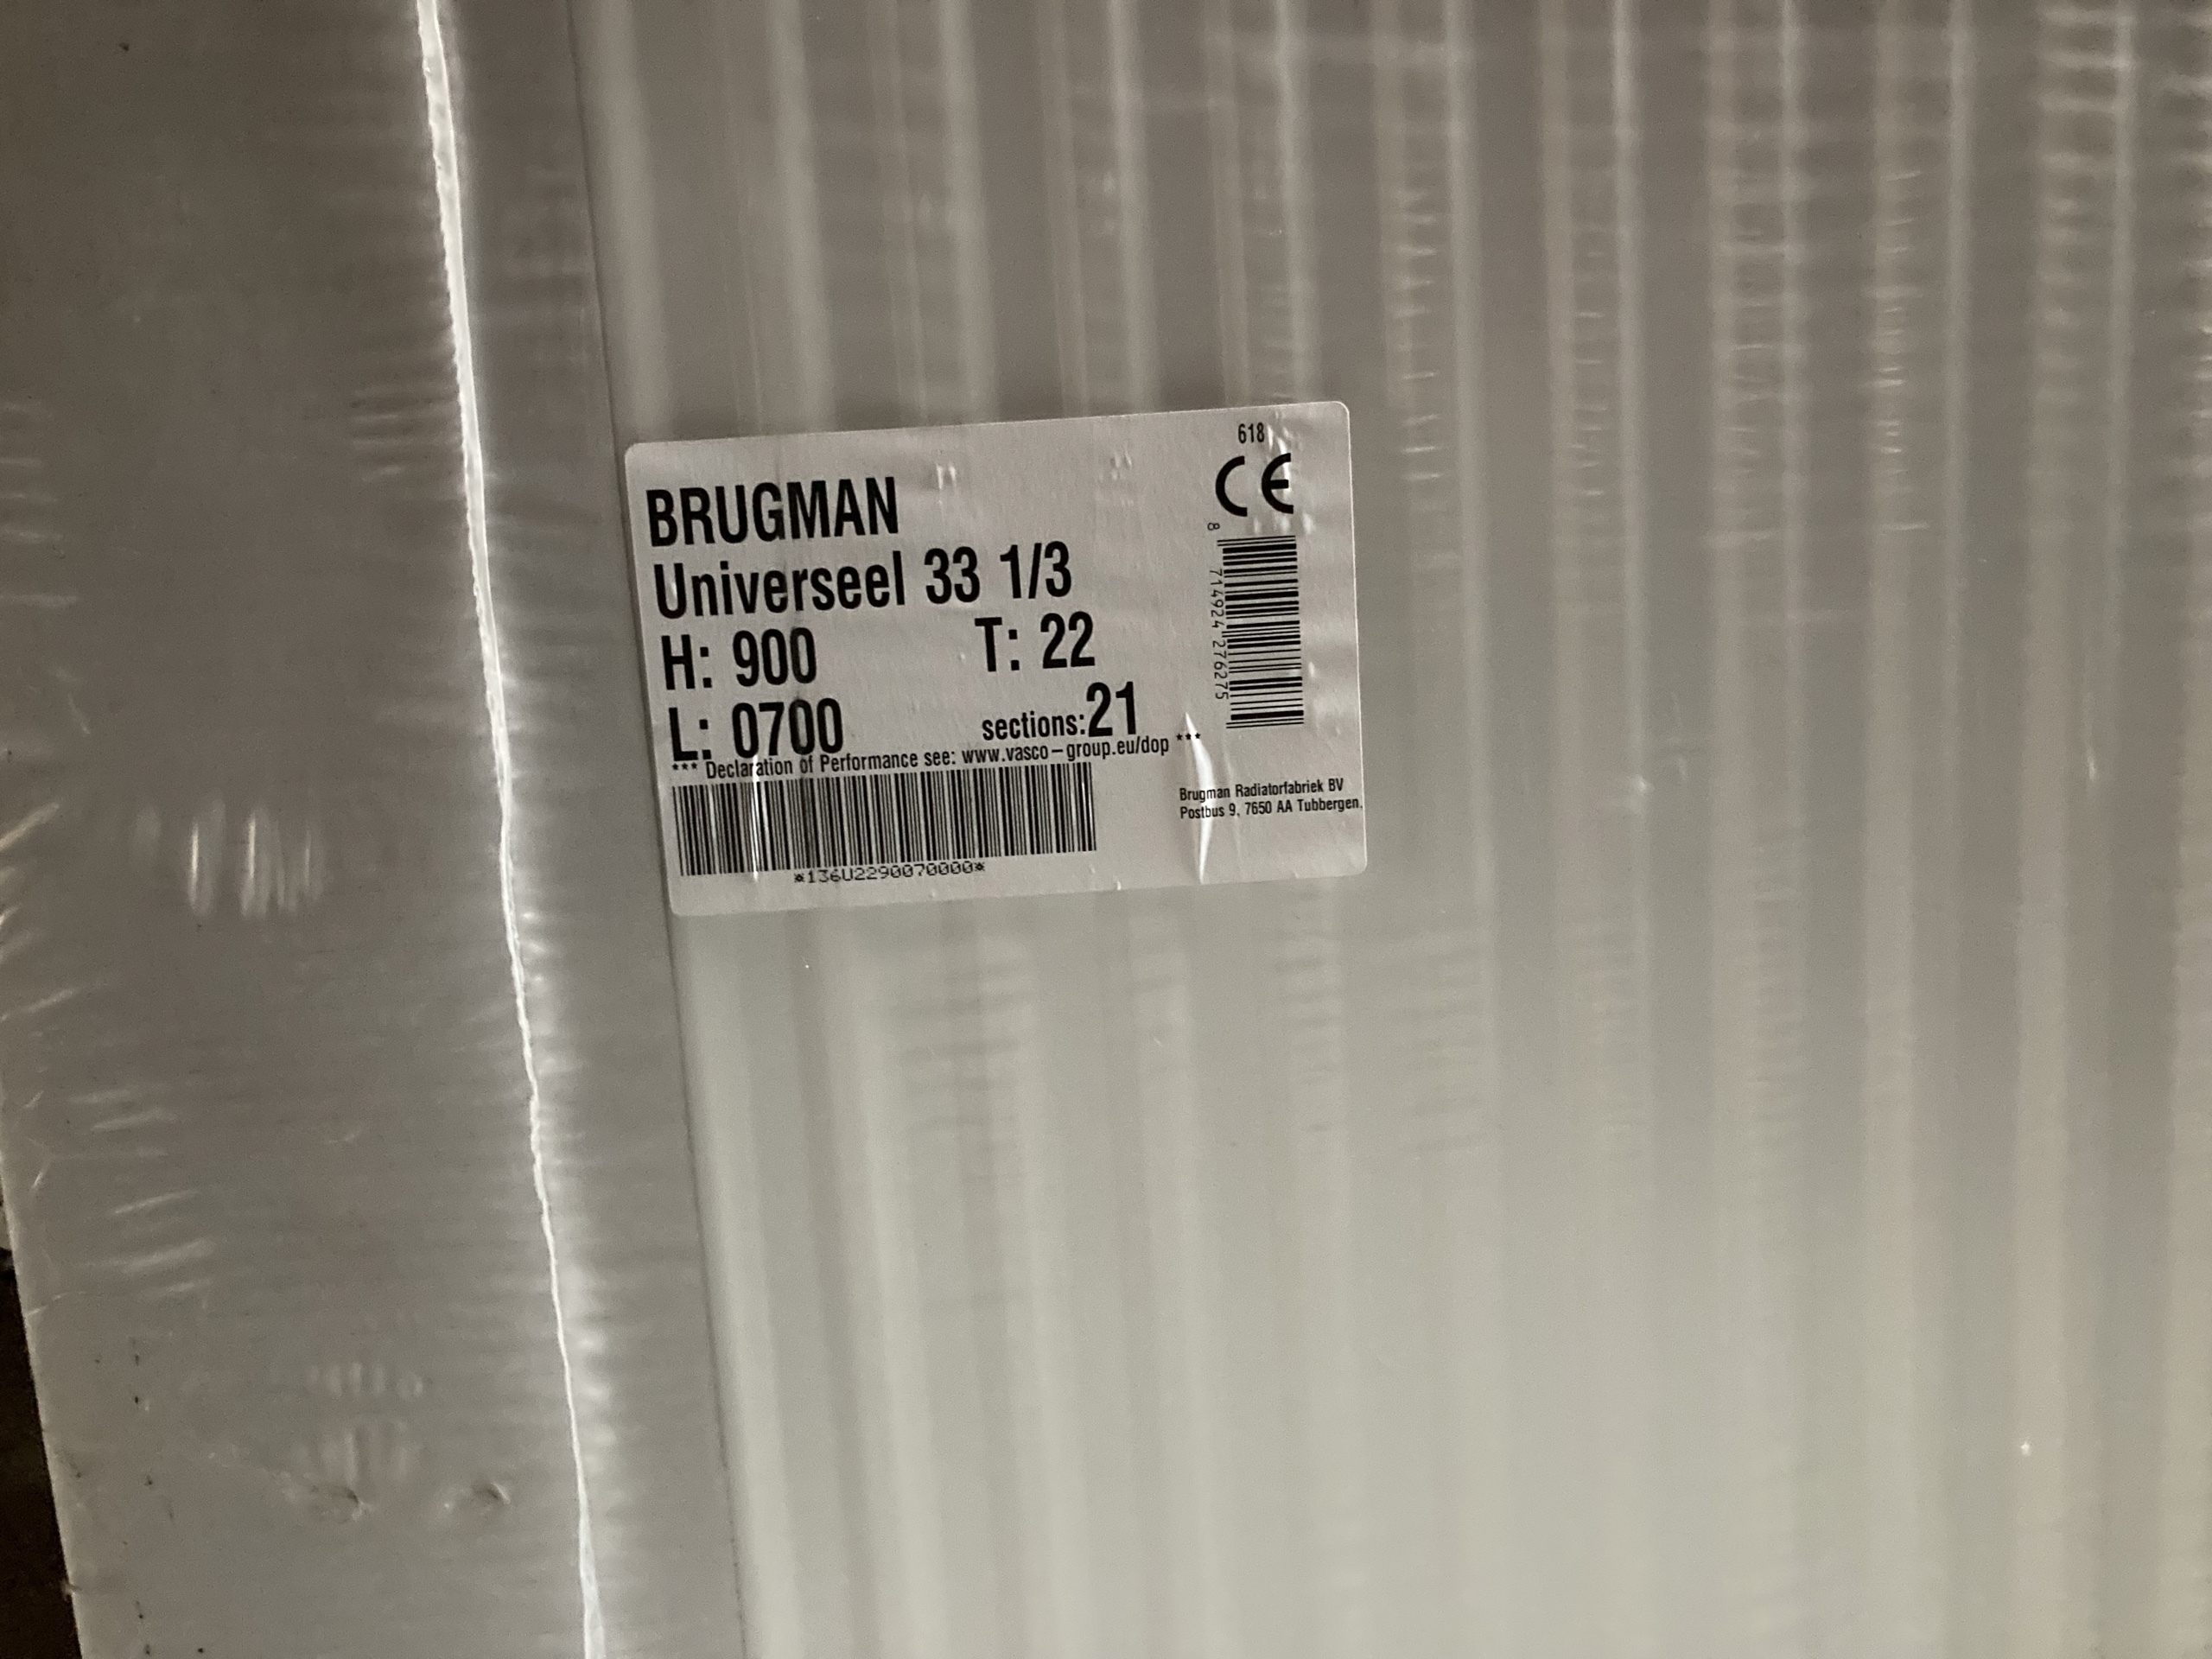 618
CE
BRUGMAN
Universeel 33 1/3
H: 900 T: 22
L: 0700 sections:21
*** Declaration of Performance see: www.vasco-group.eu/dop ***
8 714924 276275
Brugman Radiatorfabriek BV
Postbus 9, 7650 AA Tubbergen.
*136U2290070000*